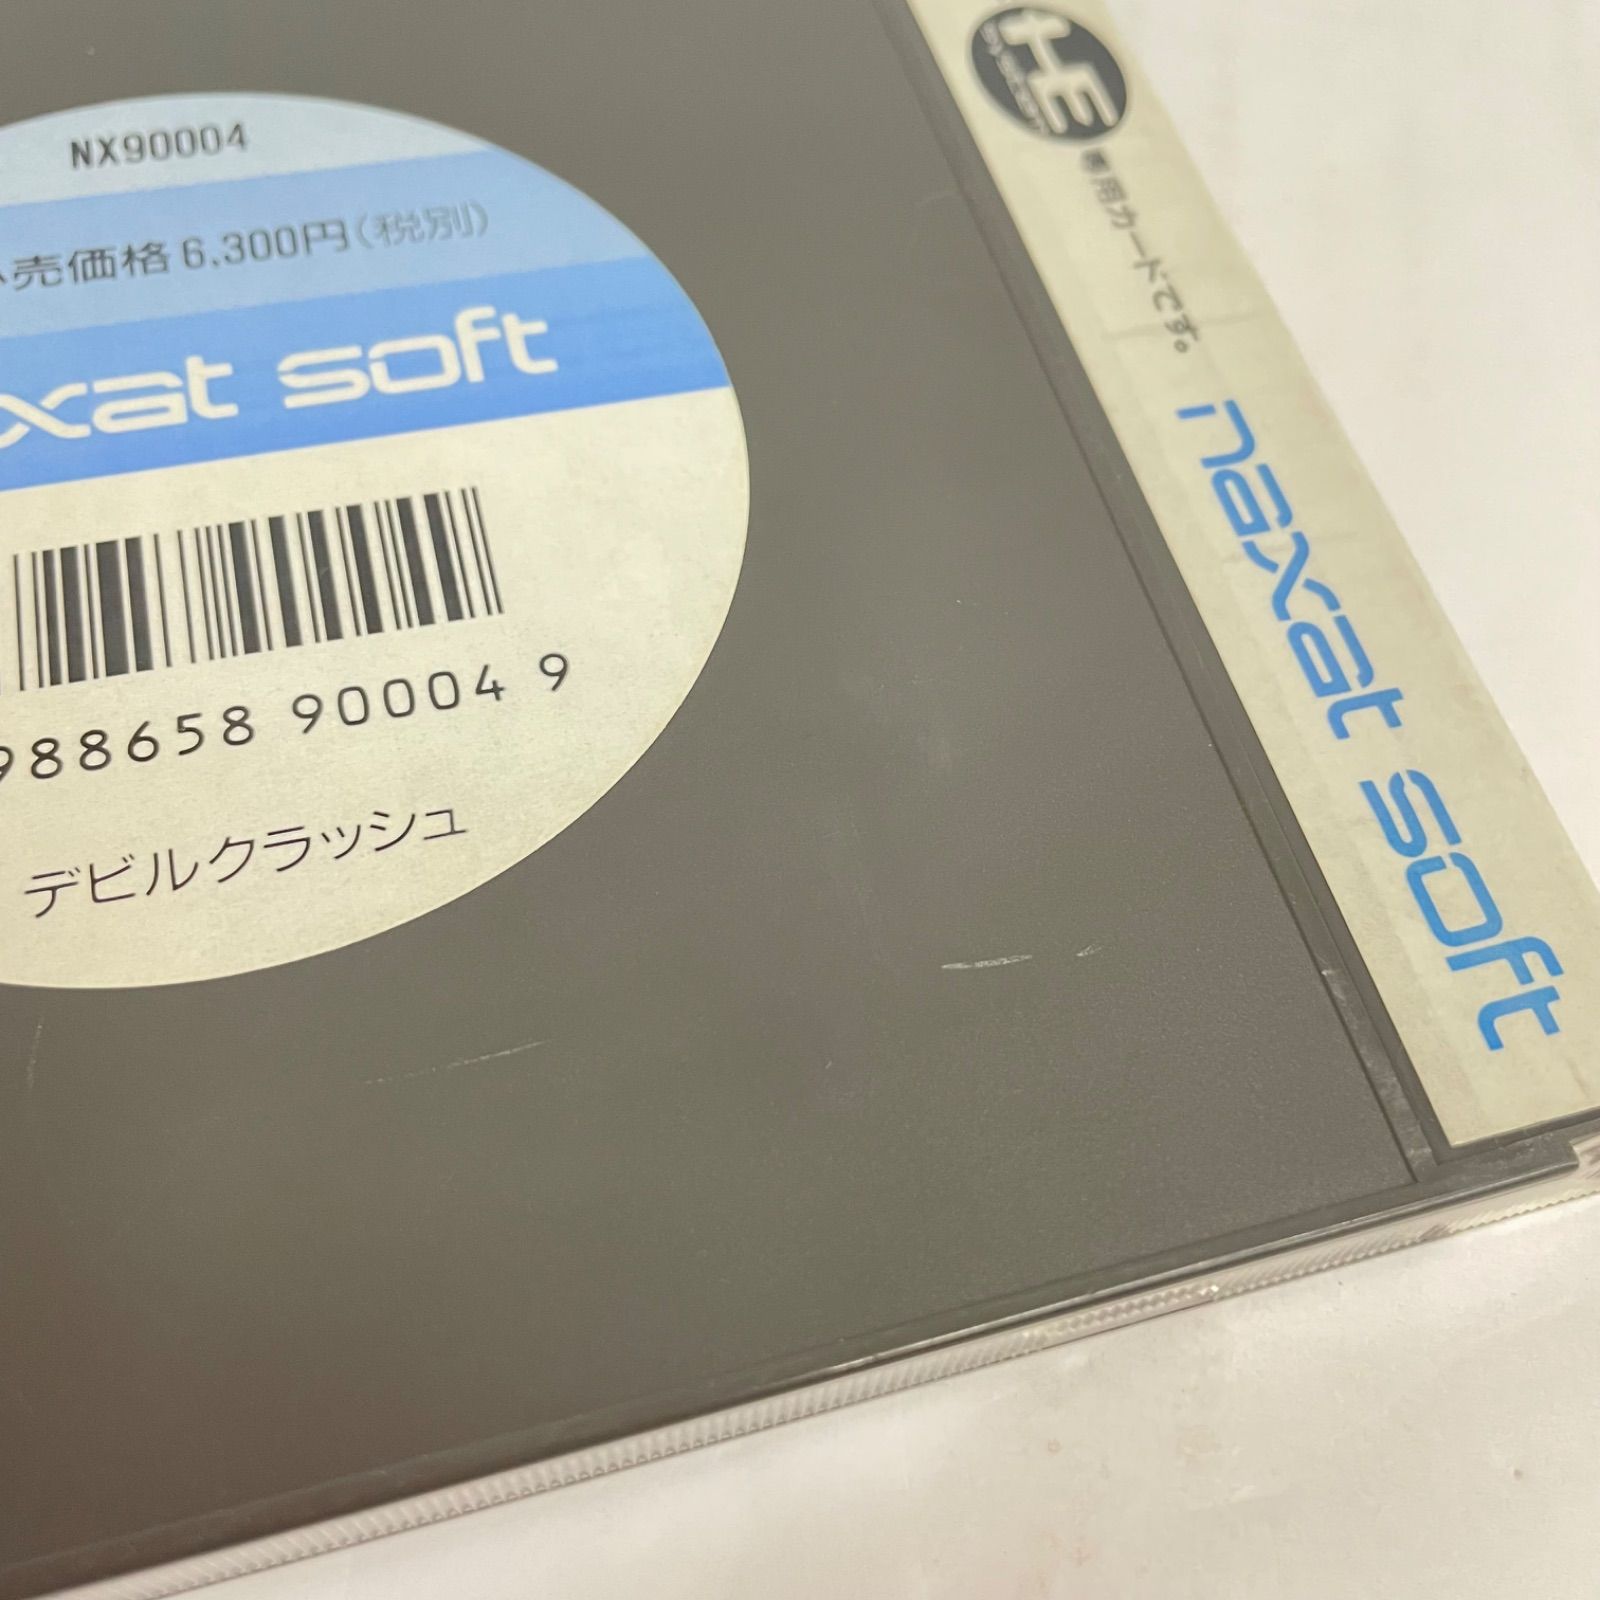 NX90004
売価格 6,300円(税別)
xat soft
988658 90004 9
デビルクラッシュ
HE
SYSTEM
専用カードです。
naxat soft